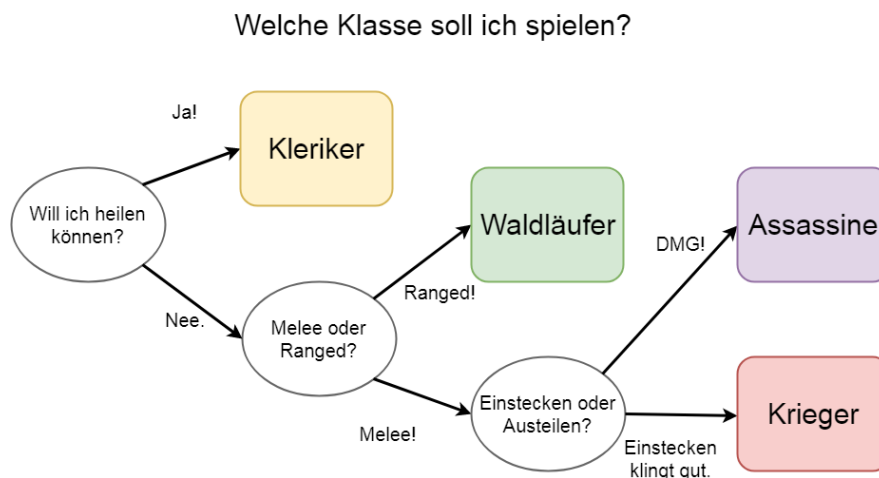 Welche Klasse soll ich spielen?
Ja!
Kleriker
Will ich heilen
können?
Nee.
Waldläufer
Ranged!
Melee oder
Ranged?
Melee!
DMG!
Assassine
Einstecken oder
Austeilen?
Einstecken
klingt gut.
Krieger